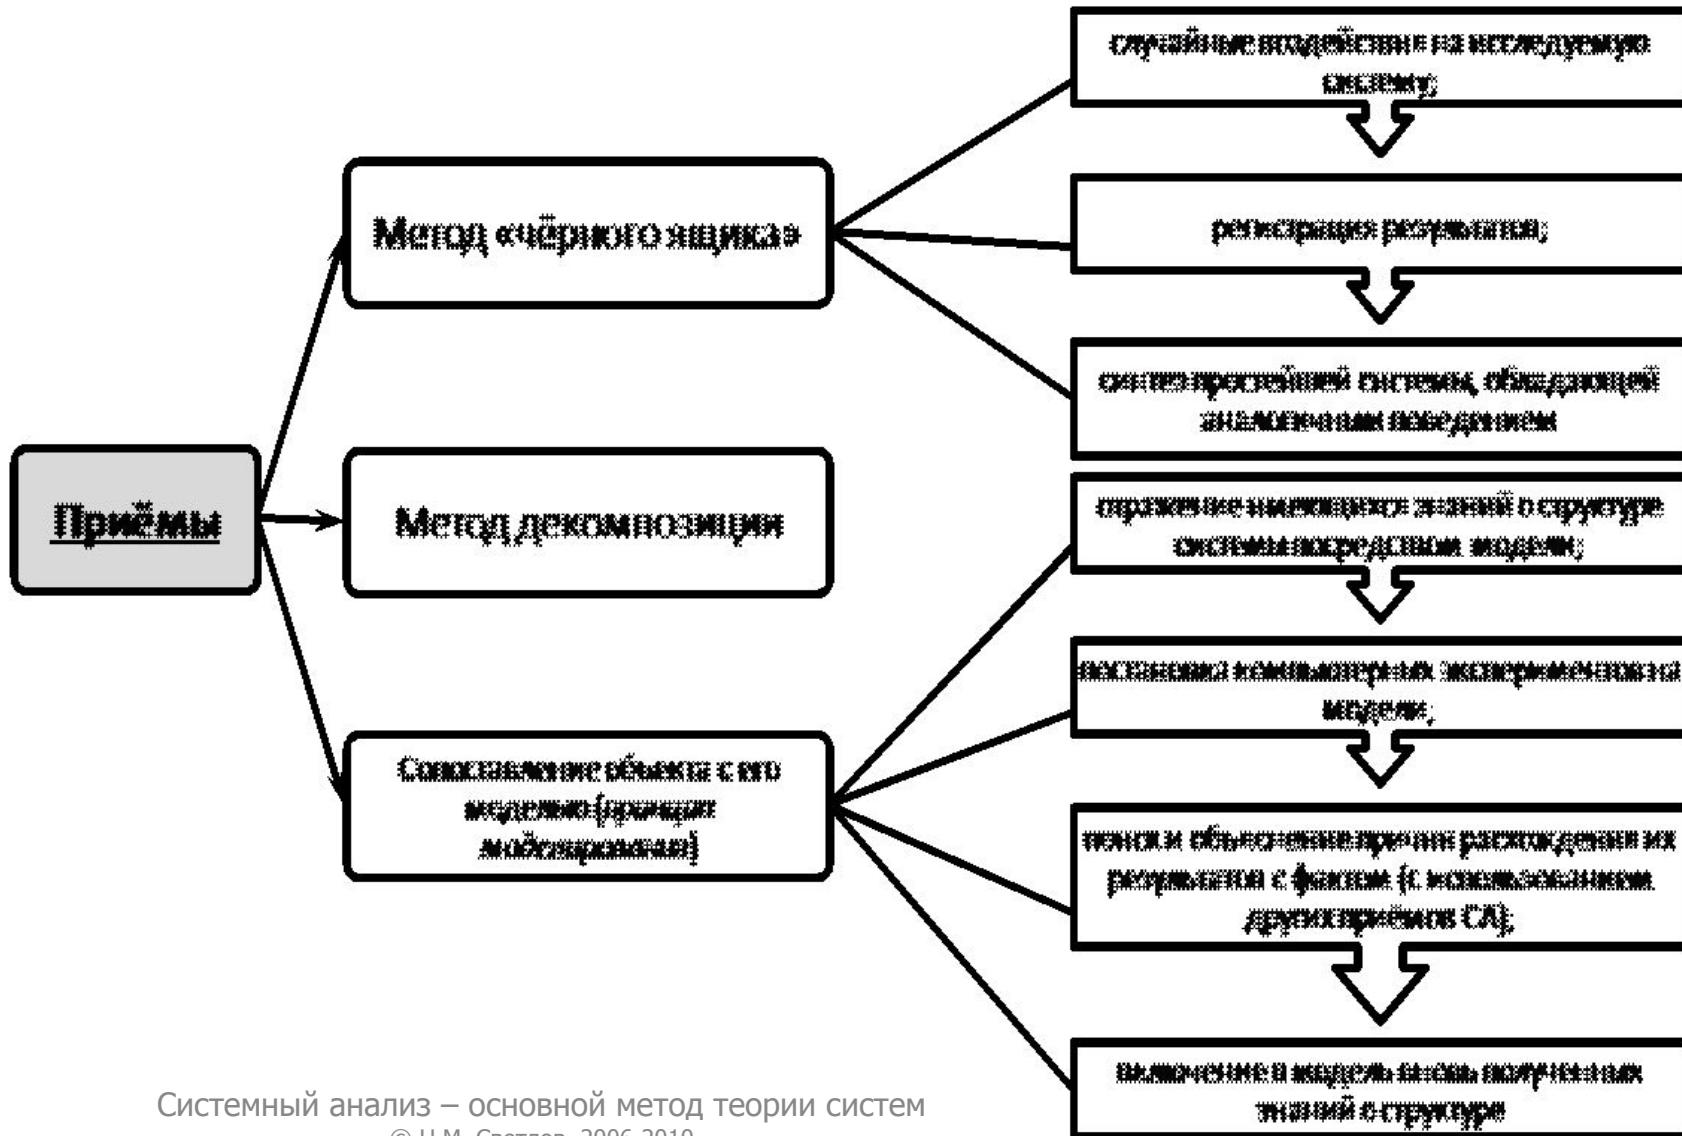 Приёмы
Метод «чёрного ящика»
Метод декомпозиции
Сопоставление объекта с его
моделью (принцип
моделирования)
случайные воздействия на исследуемую
систему;
регистрация результатов;
синтез простейшей системы, обладающей
аналогичным поведением
отражение имеющихся знаний о структуре
системы посредством модели;
постановка компьютерных экспериментов на
модели;
поиск и объяснение причин расхождения их
результатов с фактом (с использованием
других приёмов СА);
включение в модель вновь полученных
знаний о структуре
Системный анализ – основной метод теории систем
© Н.М. Светлов, 2006-2010